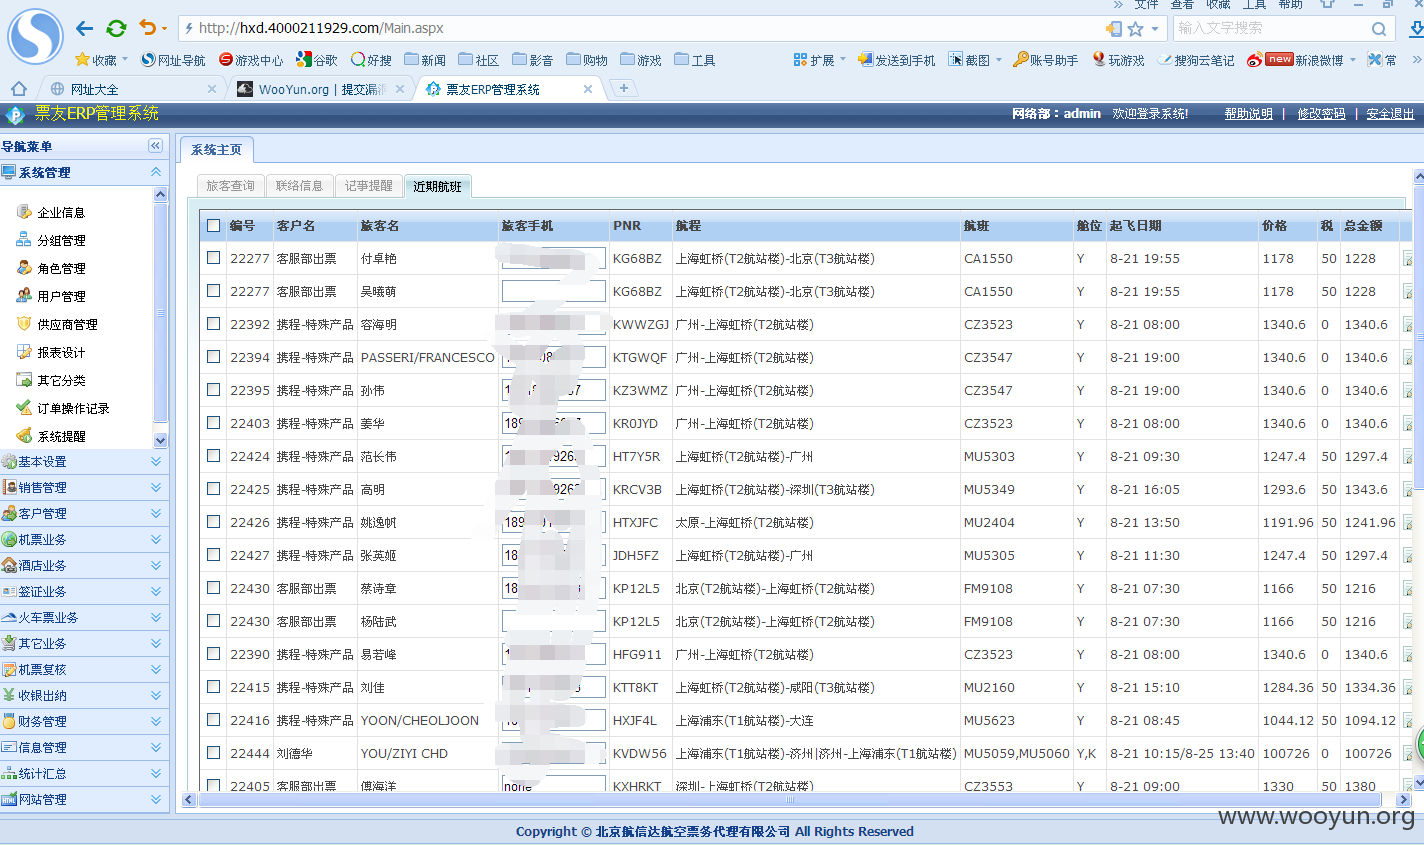 文件 查看 收藏 工具 帮助
http://hxd.4000211929.com/Main.aspx
输入文字搜索
收藏 网址导航 游戏中心 谷歌 好搜 新闻 社区 影音 购物 游戏 工具 扩展 发送到手机 截图 账号助手 玩游戏 搜狗云笔记 new 新浪微博 常
网址大全 WooYun.org | 提交漏洞 票友ERP管理系统
票友ERP管理系统
网络部：admin 欢迎登录系统! 帮助说明 | 修改密码 | 安全退出
导航菜单
系统管理
企业信息
分组管理
角色管理
用户管理
供应商管理
报表设计
其它分类
订单操作记录
系统提醒
基本设置
销售管理
客户管理
机票业务
酒店业务
签证业务
火车票业务
其它业务
机票复核
收银出纳
财务管理
信息管理
统计汇总
网站管理
系统主页
旅客查询 联络信息 记事提醒 近期航班
编号 客户名 旅客名 旅客手机 PNR 航程 航班 舱位 起飞日期 价格 税 总金额
22277 客服部出票 付卓艳 KG68BZ 上海虹桥(T2航站楼)-北京(T3航站楼) CA1550 Y 8-21 19:55 1178 50 1228
22277 客服部出票 吴曦萌 KG68BZ 上海虹桥(T2航站楼)-北京(T3航站楼) CA1550 Y 8-21 19:55 1178 50 1228
22392 携程-特殊产品 容海明 KWWZGJ 广州-上海虹桥(T2航站楼) CZ3523 Y 8-21 08:00 1340.6 0 1340.6
22394 携程-特殊产品 PASSERI/FRANCESCO KTGWQF 广州-上海虹桥(T2航站楼) CZ3547 Y 8-21 19:00 1340.6 0 1340.6
22395 携程-特殊产品 孙伟 KZ3WMZ 广州-上海虹桥(T2航站楼) CZ3547 Y 8-21 19:00 1340.6 0 1340.6
22403 携程-特殊产品 姜华 189 KR0JYD 广州-上海虹桥(T2航站楼) CZ3523 Y 8-21 08:00 1340.6 0 1340.6
22424 携程-特殊产品 范长伟 HT7Y5R 上海虹桥(T2航站楼)-广州 MU5303 Y 8-21 09:30 1247.4 50 1297.4
22425 携程-特殊产品 高明 KRCV3B 上海虹桥(T2航站楼)-深圳(T3航站楼) MU5349 Y 8-21 16:05 1293.6 50 1343.6
22426 携程-特殊产品 姚逸帆 189 HTXJFC 太原-上海虹桥(T2航站楼) MU2404 Y 8-21 13:50 1191.96 50 1241.96
22427 携程-特殊产品 张英姬 18 JDH5FZ 上海虹桥(T2航站楼)-广州 MU5305 Y 8-21 11:30 1247.4 50 1297.4
22430 客服部出票 蔡诗章 18 KP12L5 北京(T2航站楼)-上海虹桥(T2航站楼) FM9108 Y 8-21 07:30 1166 50 1216
22430 客服部出票 杨陆武 KP12L5 北京(T2航站楼)-上海虹桥(T2航站楼) FM9108 Y 8-21 07:30 1166 50 1216
22390 携程-特殊产品 易若峰 HFG911 广州-上海虹桥(T2航站楼) CZ3523 Y 8-21 08:00 1340.6 0 1340.6
22415 携程-特殊产品 刘佳 KTT8KT 上海虹桥(T2航站楼)-咸阳(T3航站楼) MU2160 Y 8-21 15:10 1284.36 50 1334.36
22416 携程-特殊产品 YOON/CHEOLJOON HXJF4L 上海浦东(T1航站楼)-大连 MU5623 Y 8-21 08:45 1044.12 50 1094.12
22444 刘德华 YOU/ZIYI CHD KVDW56 上海浦东(T1航站楼)-济州|济州-上海浦东(T1航站楼) MU5059,MU5060 Y,K 8-21 10:15/8-25 13:40 100726 0 100726
22405 客服部出票 傅海洋 none KXHRKT 深圳-上海虹桥(T2航站楼) CZ3553 Y 8-21 09:00 1330 50 1380
Copyright © 北京航信达航空票务代理有限公司 All Rights Reserved
www.wooyun.org